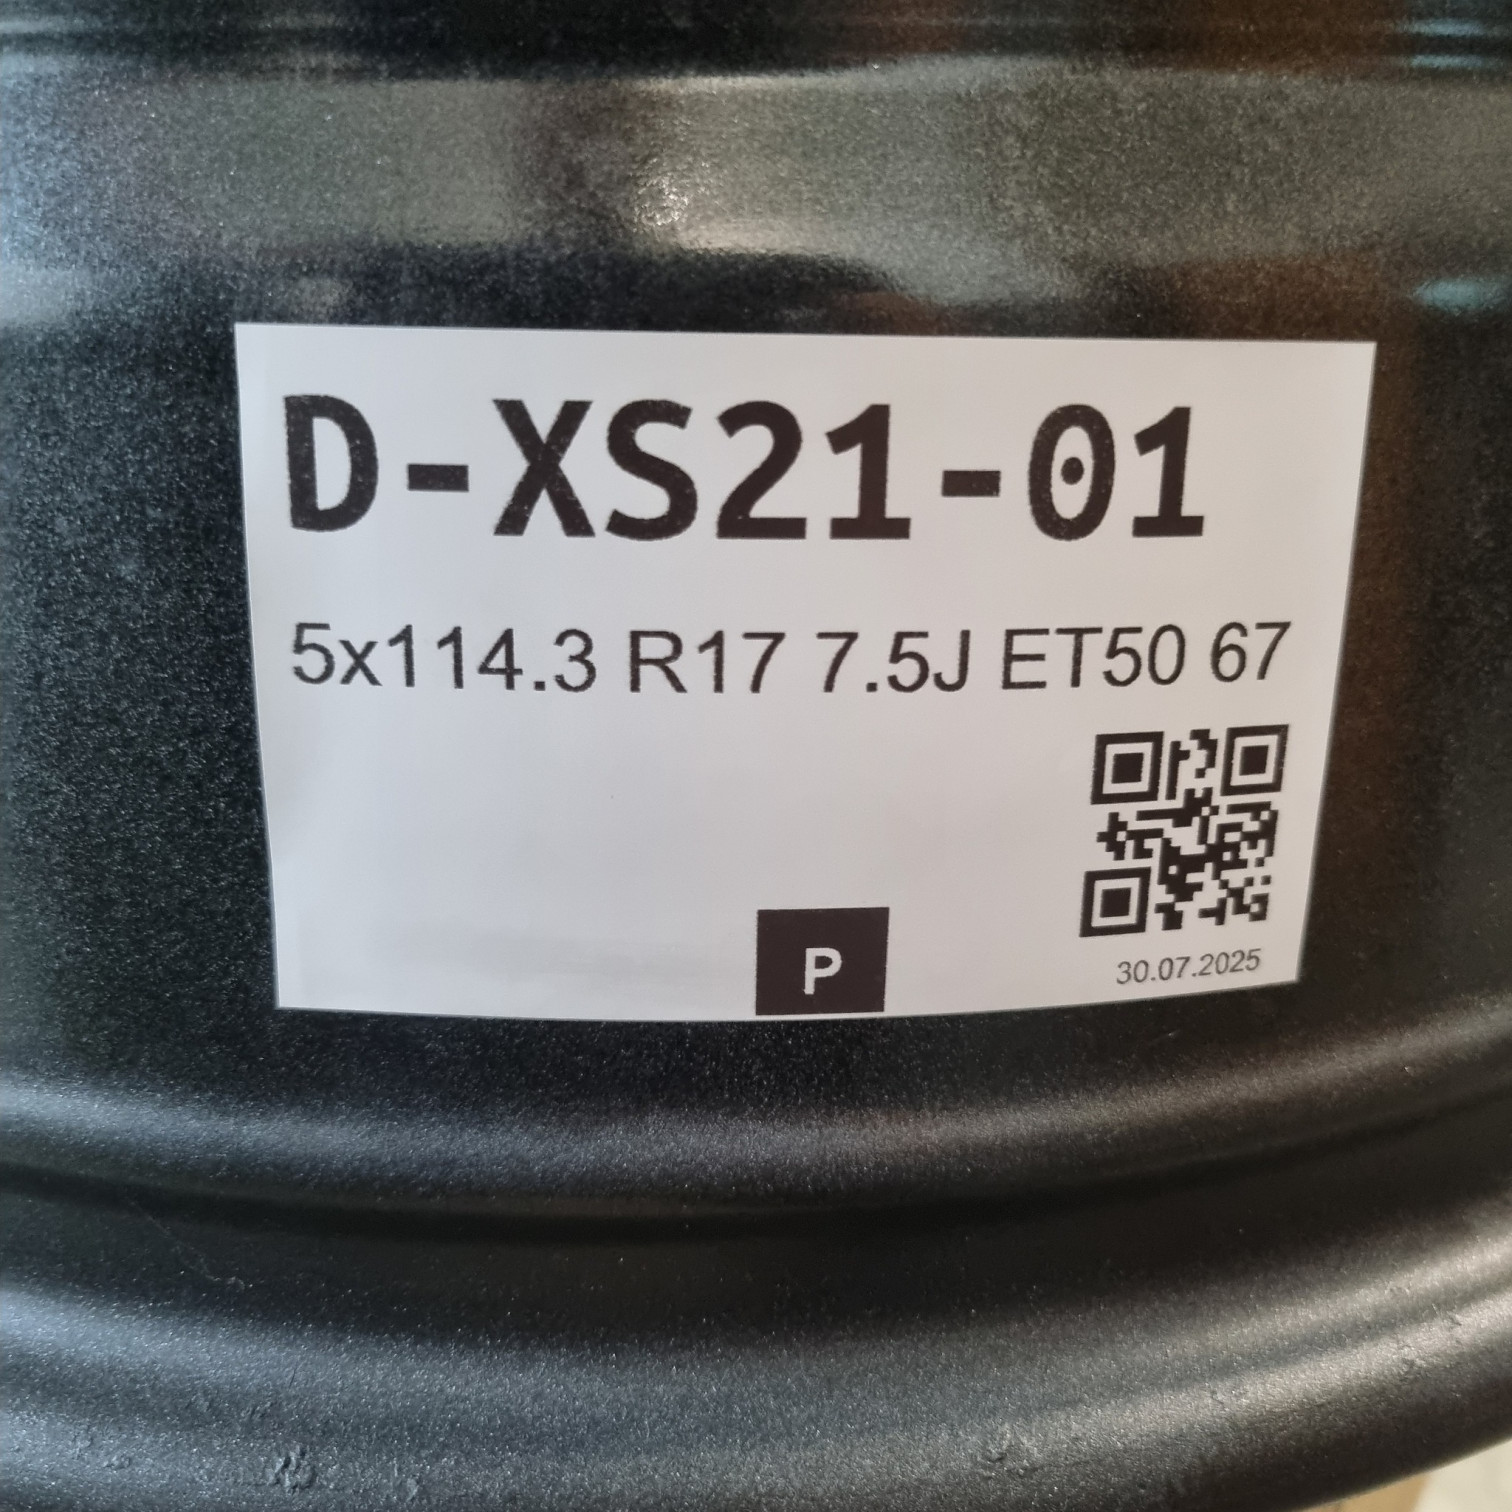 D-XS21-01
5x114.3 R17 7.5J ET50 67
P
30.07.2025